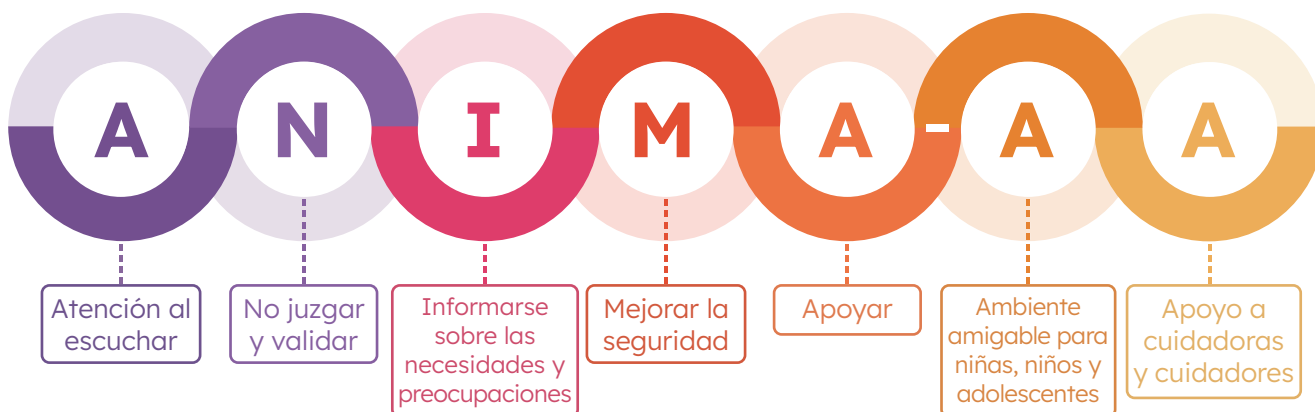 A N I M A - A A
Atención al
escuchar
No juzgar
y validar
Informarse
sobre las
necesidades y
preocupaciones
Mejorar la
seguridad
Apoyar
Ambiente
amigable para
niñas, niños y
adolescentes
Apoyo a
cuidadoras
y cuidadores